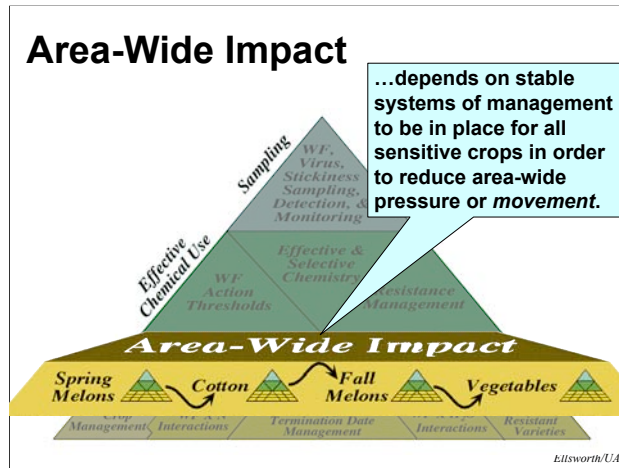 Area-Wide Impact
…depends on stable
systems of management
to be in place for all
sensitive crops in order
to reduce area-wide
pressure or movement.
Sampling
WF,
Virus,
Stickiness
Sampling,
Detection, &
Monitoring
Effective
Chemical Use
WF
Action
Thresholds
Effective &
Selective
Chemistry
Resistance
Management
Area-Wide Impact
Spring
Melons
Cotton
Fall
Melons
Vegetables
Crop
Management
Interactions
Termination Date
Management
Interactions
Resistant
Varieties
Ellsworth/UA